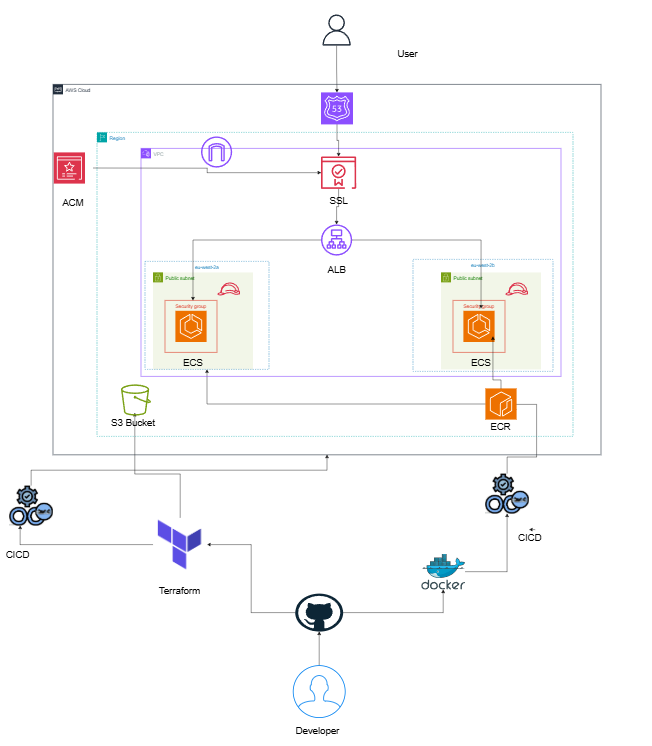 User
AWS Cloud
53
Region
VPC
ACM
SSL
ALB
eu-west-2a
eu-west-2b
Public subnet
Public subnet
Security group
Security group
ECS
ECS
S3 Bucket
ECR
CICD
CICD
docker
Terraform
Developer